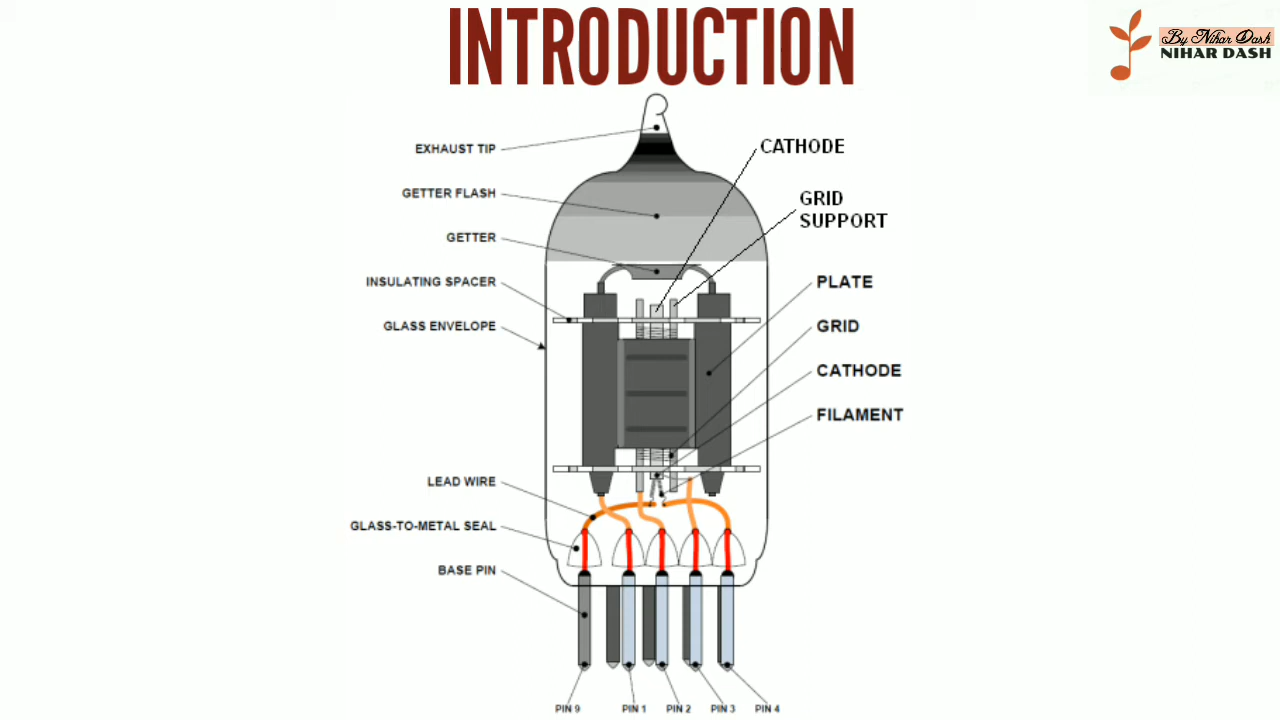 INTRODUCTION
By Nihar Dash
NIHAR DASH
EXHAUST TIP
GETTER FLASH
GETTER
INSULATING SPACER
GLASS ENVELOPE
LEAD WIRE
GLASS-TO-METAL SEAL
BASE PIN
CATHODE
GRID
SUPPORT
PLATE
GRID
CATHODE
FILAMENT
PIN 9
PIN 1
PIN 2
PIN 3
PIN 4